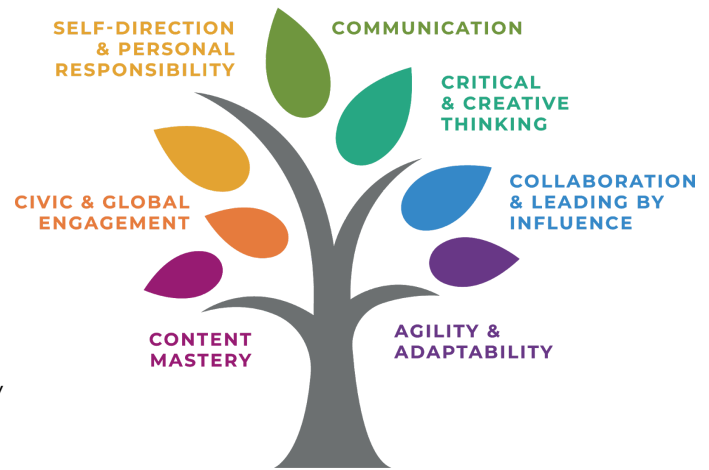 SELF-DIRECTION
& PERSONAL
RESPONSIBILITY
COMMUNICATION
CRITICAL
& CREATIVE
THINKING
CIVIC & GLOBAL
ENGAGEMENT
COLLABORATION
& LEADING BY
INFLUENCE
CONTENT
MASTERY
AGILITY &
ADAPTABILITY